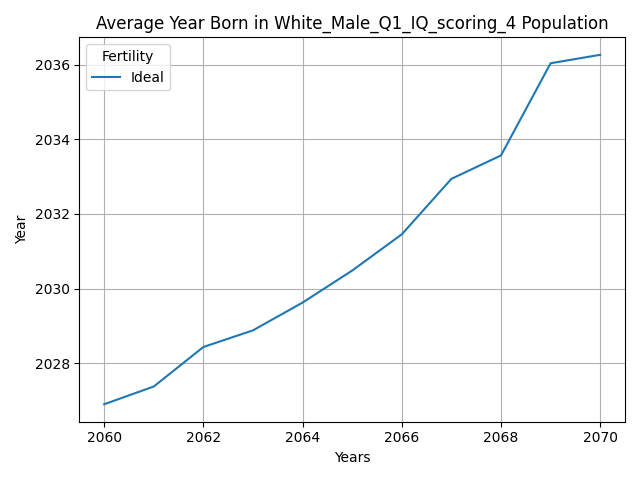 Average Year Born in White_Male_Q1_IQ_scoring_4 Population
Fertility
Ideal
2036
2034
2032
2030
2028
Year
2060 2062 2064 2066 2068 2070
Years